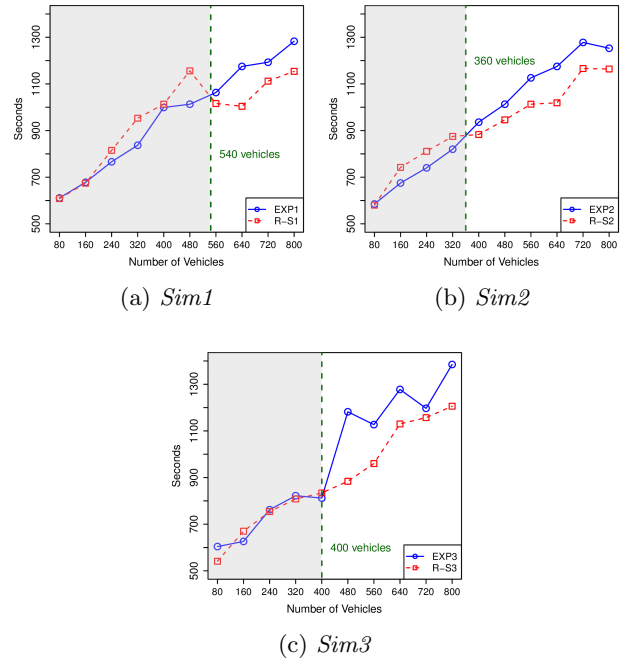 1300
1100
900
700
500
Seconds
540 vehicles
EXP1
R-S1
80 160 240 320 400 480 560 640 720 800
Number of Vehicles
(a) Sim1
1300
1100
900
700
500
Seconds
360 vehicles
EXP2
R-S2
80 160 240 320 400 480 560 640 720 800
Number of Vehicles
(b) Sim2
1300
1100
900
700
500
Seconds
400 vehicles
EXP3
R-S3
80 160 240 320 400 480 560 640 720 800
Number of Vehicles
(c) Sim3